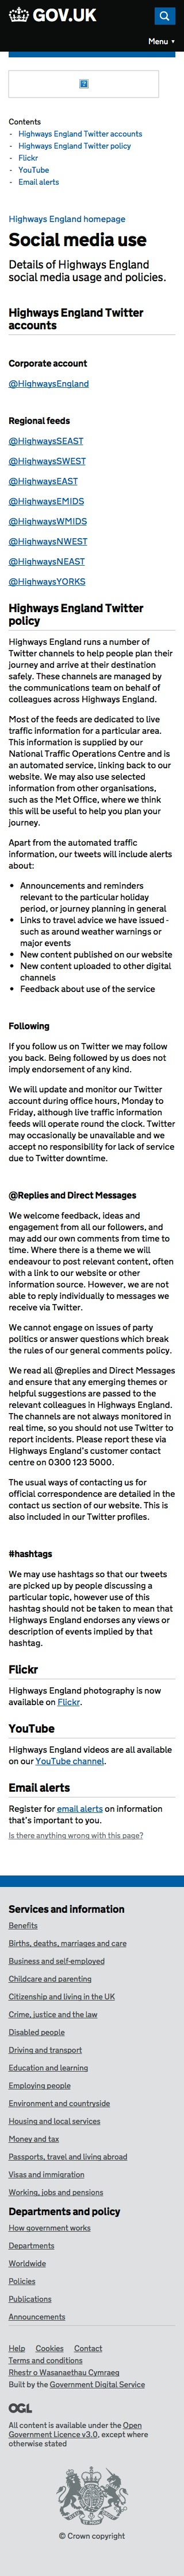 GOV.UK
Menu ▼
Contents
- Highways England Twitter accounts
- Highways England Twitter policy
- Flickr
- YouTube
- Email alerts
Highways England homepage
Social media use
Details of Highways England
social media usage and policies.
Highways England Twitter
accounts
Corporate account
@HighwaysEngland
Regional feeds
@HighwaysSEAST
@HighwaysSWEST
@HighwaysEAST
@HighwaysEMIDS
@HighwaysWMIDS
@HighwaysNWEST
@HighwaysNEAST
@HighwaysYORKS
Highways England Twitter
policy
Highways England runs a number of
Twitter channels to help people plan their
journey and arrive at their destination
safely. These channels are managed by
the communications team on behalf of
colleagues across Highways England.
Most of the feeds are dedicated to live
traffic information for a particular area.
This information is supplied by our
National Traffic Operations Centre and is
an automated service, linking back to our
website. We may also use selected
information from other organisations,
such as the Met Office, where we think
this will be useful to help you plan your
journey.
Apart from the automated traffic
information, our tweets will include alerts
about:
• Announcements and reminders
relevant to the particular holiday
period, or journey planning in general
• Links to travel advice we have issued -
such as around weather warnings or
major events
• New content published on our website
• New content uploaded to other digital
channels
• Feedback about use of the service
Following
If you follow us on Twitter we may follow
you back. Being followed by us does not
imply endorsement of any kind.
We will update and monitor our Twitter
account during office hours, Monday to
Friday, although live traffic information
feeds will operate round the clock. Twitter
may occasionally be unavailable and we
accept no responsibility for lack of service
due to Twitter downtime.
@Replies and Direct Messages
We welcome feedback, ideas and
engagement from all our followers, and
may add our own comments from time to
time. Where there is a theme we will
endeavour to post relevant content, often
with a link to our website or other
information source. However, we are not
able to reply individually to messages we
receive via Twitter.
We cannot engage on issues of party
politics or answer questions which break
the rules of our general comments policy.
We read all @replies and Direct Messages
and ensure that any emerging themes or
helpful suggestions are passed to the
relevant colleagues in Highways England.
The channels are not always monitored in
real time, so you should not use Twitter to
report incidents. Please report these via
Highways England’s customer contact
centre on 0300 123 5000.
The usual ways of contacting us for
official correspondence are detailed in the
contact us section of our website. This is
also included in our Twitter profiles.
#hashtags
We may use hashtags so that our tweets
are picked up by people discussing a
particular topic, however use of this
hashtag should not be taken to mean that
Highways England endorses any views or
description of events implied by that
hashtag.
Flickr
Highways England photography is now
available on Flickr.
YouTube
Highways England videos are all available
on our YouTube channel.
Email alerts
Register for email alerts on information
that’s important to you.
Is there anything wrong with this page?
Services and information
Benefits
Births, deaths, marriages and care
Business and self-employed
Childcare and parenting
Citizenship and living in the UK
Crime, justice and the law
Disabled people
Driving and transport
Education and learning
Employing people
Environment and countryside
Housing and local services
Money and tax
Passports, travel and living abroad
Visas and immigration
Working, jobs and pensions
Departments and policy
How government works
Departments
Worldwide
Policies
Publications
Announcements
Help Cookies Contact
Terms and conditions
Rhestr o Wasanaethau Cymraeg
Built by the Government Digital Service
OGL
All content is available under the Open
Government Licence v3.0, except where
otherwise stated
© Crown copyright